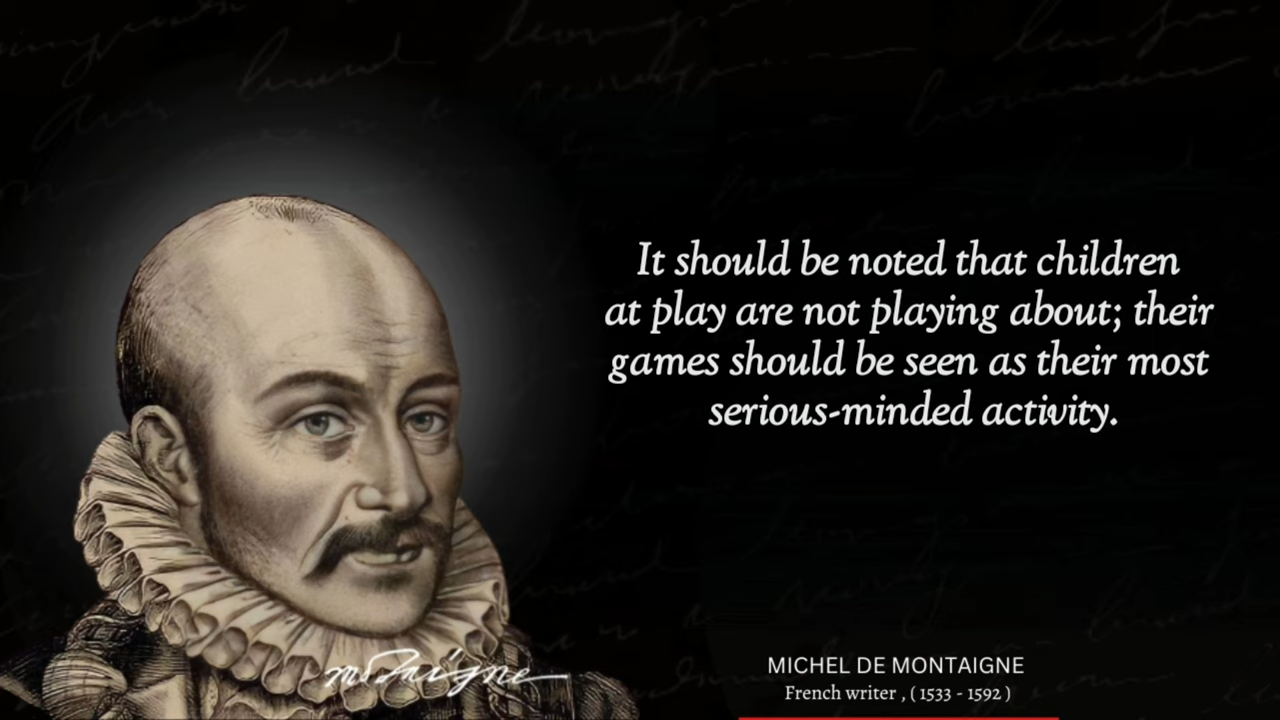 It should be noted that children
at play are not playing about; their
games should be seen as their most
serious-minded activity.
MICHEL DE MONTAIGNE
French writer , ( 1533 - 1592 )